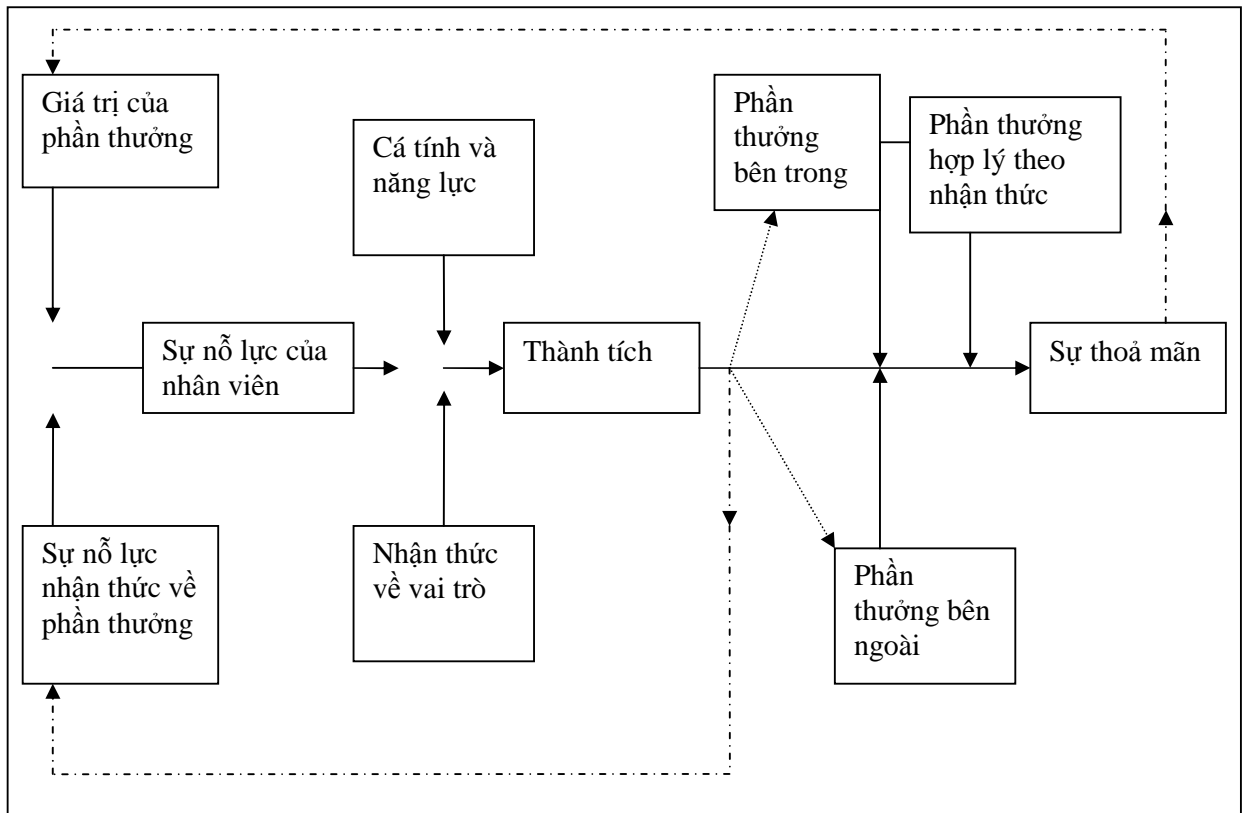 Giá trị của
phần thưởng
Cá tính và
năng lực
Phần
thưởng
bên trong
Phần thưởng
hợp lý theo
nhận thức
Sự nỗ lực của
nhân viên
Thành tích
Sự thoả mãn
Sự nỗ lực
nhận thức về
phần thưởng
Nhận thức
về vai trò
Phần
thưởng bên
ngoài